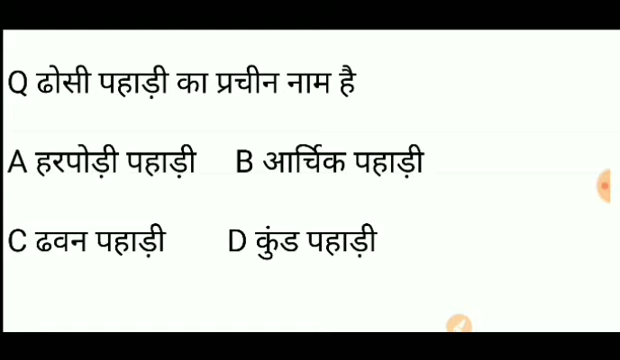 Q ढोसी पहाड़ी का प्रचीन नाम है
A हरपोड़ी पहाड़ी B आर्चिक पहाड़ी
C ढवन पहाड़ी D कुंड पहाड़ी